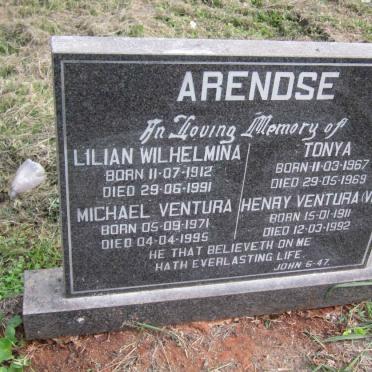 ARENDSE
In Loving Memory of
LILIAN WILHELMINA
BORN 11-07-1912
DIED 29-06-1991
TONYA
BORN 11-03-1967
DIED 29-05-1969
MICHAEL VENTURA
BORN 05-09-1971
DIED 04-04-1995
HENRY VENTURA
BORN 15-01-1911
DIED 12-03-1992
HE THAT BELIEVETH ON ME
HATH EVERLASTING LIFE.
JOHN 6-47.